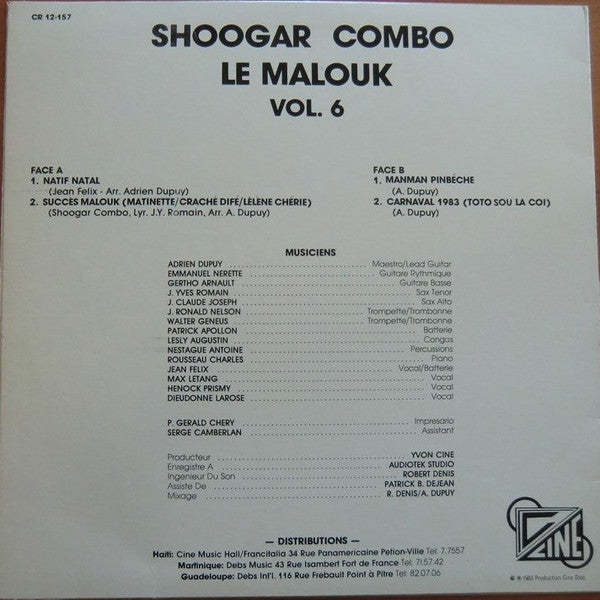 CR 12-157
SHOOGAR COMBO
LE MALOUK
VOL. 6
FACE A
1. NATIF NATAL
(Jean Felix - Arr. Adrien Dupuy)
2. SUCCÈS MALOUK (MATINETTE/CRACHÉ DIFÉ/LÈLÈNE CHÉRIE)
(Shoogar Combo, Lyr. J.Y. Romain, Arr. A. Dupuy)
FACE B
1. MANMAN PINBÈCHE
(A. Dupuy)
2. CARNAVAL 1983 (TOTO SOU LA COI)
(A. Dupuy)
MUSICIENS
ADRIEN DUPUY Maestro/Lead Guitar
EMMANUEL NERETTE Guitare Rythmique
GERTHO ARNAULT Guitare Basse
J. YVES ROMAIN Sax Tenor
J. CLAUDE JOSEPH Sax Alto
J. RONALD NELSON Trompette/Trombonne
WALTER GENEUS Trompette/Trombonne
PATRICK APOLLON Batterie
LESLY AUGUSTIN Congas
NESTAGUE ANTOINE Percussions
ROUSSEAU CHARLES Piano
JEAN FELIX Vocal/Batterie
MAX LETANG Vocal
HENOCK PRISMY Vocal
DIEUDONNE LAROSE Vocal
P. GERALD CHERY Impresario
SERGE CAMBERLAN Assistant
Producteur YVON CINE
Enregistre A AUDIOTEK STUDIO
Ingenieur Du Son ROBERT DENIS
Assiste De PATRICK B. DEJEAN
Mixage R. DENIS/A. DUPUY
— DISTRIBUTIONS —
Haiti: Cine Music Hall/Francitalia 34 Rue Panamericaine Petion-Ville Tel: 7.7557
Martinique: Debs Music 43 Rue Isambert Fort de France Tel: 71.57.42
Guadeloupe: Debs Int'l. 116 Rue Frebault Point à Pitre Tel: 82.07.06
CINE
© ℗ 1983 Production Cine Disc